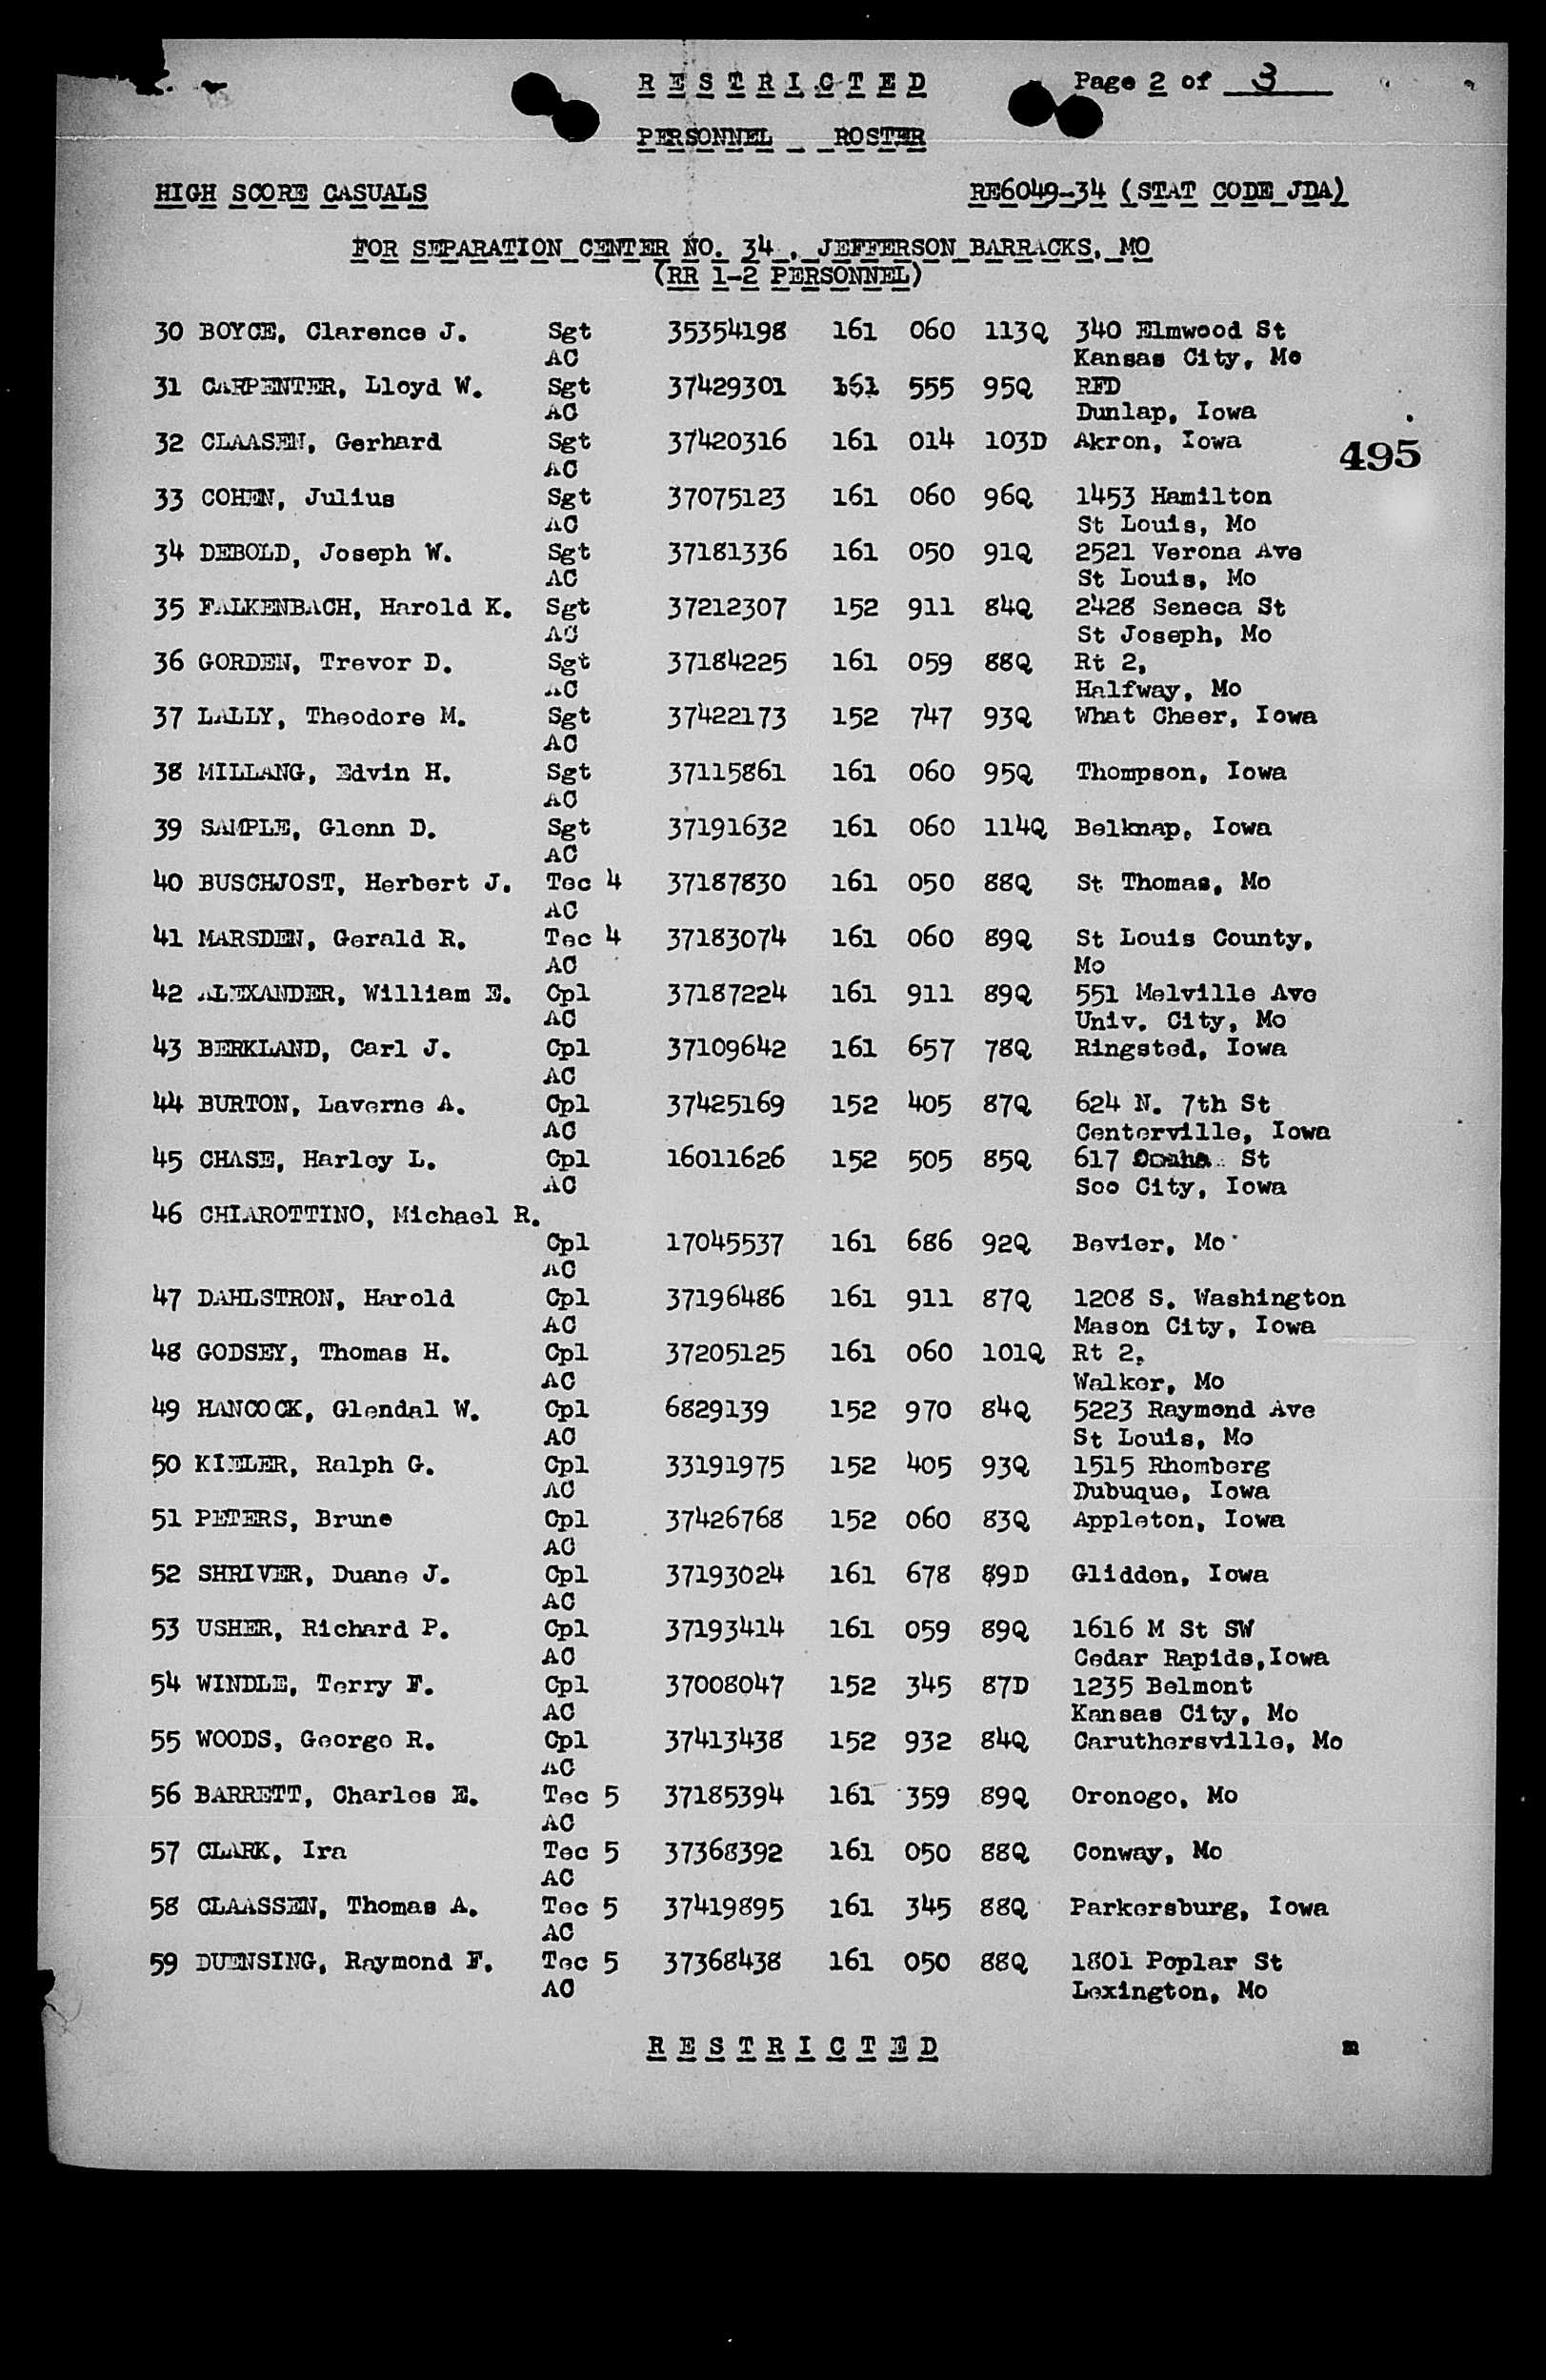 RESTRICTED Page 2 of 3
PERSONNEL ROSTER
HIGH SCORE CASUALS RE6049-34 (STAT CODE JDA)
FOR SEPARATION CENTER NO. 34, JEFFERSON BARRACKS, MO
(RR 1-2 PERSONNEL)
30 BOYCE, Clarence J. Sgt 35354198 161 060 113Q 340 Elmwood St
AC Kansas City, Mo
31 CARPENTER, Lloyd W. Sgt 37429301 161 555 95Q RFD
AC Dunlap, Iowa
32 CLAASEN, Gerhard Sgt 37420316 161 014 103D Akron, Iowa
495
AC
33 COHEN, Julius Sgt 37075123 161 060 96Q 1453 Hamilton
AC St Louis, Mo
34 DEBOLD, Joseph W. Sgt 37181336 161 050 91Q 2521 Verona Ave
AC St Louis, Mo
35 FALKENBACH, Harold K. Sgt 37212307 152 911 84Q 2428 Seneca St
AC St Joseph, Mo
36 GORDEN, Trevor D. Sgt 37184225 161 059 88Q Rt 2,
AC Halfway, Mo
37 LALLY, Theodore M. Sgt 37422173 152 747 93Q What Cheer, Iowa
AC
38 MILLANG, Edvin H. Sgt 37115861 161 060 95Q Thompson, Iowa
AC
39 SAMPLE, Glenn D. Sgt 37191632 161 060 114Q Belknap, Iowa
AC
40 BUSCHJOST, Herbert J. Tec 4 37187830 161 050 88Q St Thomas, Mo
AC
41 MARSDEN, Gerald R. Tec 4 37183074 161 060 89Q St Louis County,
AC Mo
42 ALEXANDER, William E. Cpl 37187224 161 911 89Q 551 Melville Ave
AC Univ. City, Mo
43 BERKLAND, Carl J. Cpl 37109642 161 657 78Q Ringsted, Iowa
AC
44 BURTON, Laverne A. Cpl 37425169 152 405 87Q 624 N. 7th St
AC Centerville, Iowa
45 CHASE, Harley L. Cpl 16011626 152 505 85Q 617 St
AC Soo City, Iowa
46 CHIAROTTINO, Michael R.
Cpl 17045537 161 686 92Q Bevier, Mo
AC
47 DAHLSTRON, Harold Cpl 37196486 161 911 87Q 1208 S. Washington
AC Mason City, Iowa
48 GODSEY, Thomas H. Cpl 37205125 161 060 101Q Rt 2,
AC Walker, Mo
49 HANCOCK, Glendal W. Cpl 6829139 152 970 84Q 5223 Raymond Ave
AC St Louis, Mo
50 KIELER, Ralph G. Cpl 33191975 152 405 93Q 1515 Rhomberg
AC Dubuque, Iowa
51 PETERS, Brune Cpl 37426768 152 060 83Q Appleton, Iowa
AC
52 SHRIVER, Duane J. Cpl 37193024 161 678 89D Glidden, Iowa
AC
53 USHER, Richard P. Cpl 37193414 161 059 89Q 1616 M St SW
AC Cedar Rapids,Iowa
54 WINDLE, Terry F. Cpl 37008047 152 345 87D 1235 Belmont
AC Kansas City, Mo
55 WOODS, George R. Cpl 37413438 152 932 84Q Caruthersville, Mo
AC
56 BARRETT, Charles E. Tec 5 37185394 161 359 89Q Oronogo, Mo
AC
57 CLARK, Ira Tec 5 37368392 161 050 88Q Conway, Mo
AC
58 CLAASSEN, Thomas A. Tec 5 37419895 161 345 88Q Parkersburg, Iowa
AC
59 DUENSING, Raymond F. Tec 5 37368438 161 050 88Q 1801 Poplar St
AC Lexington, Mo
RESTRICTED m